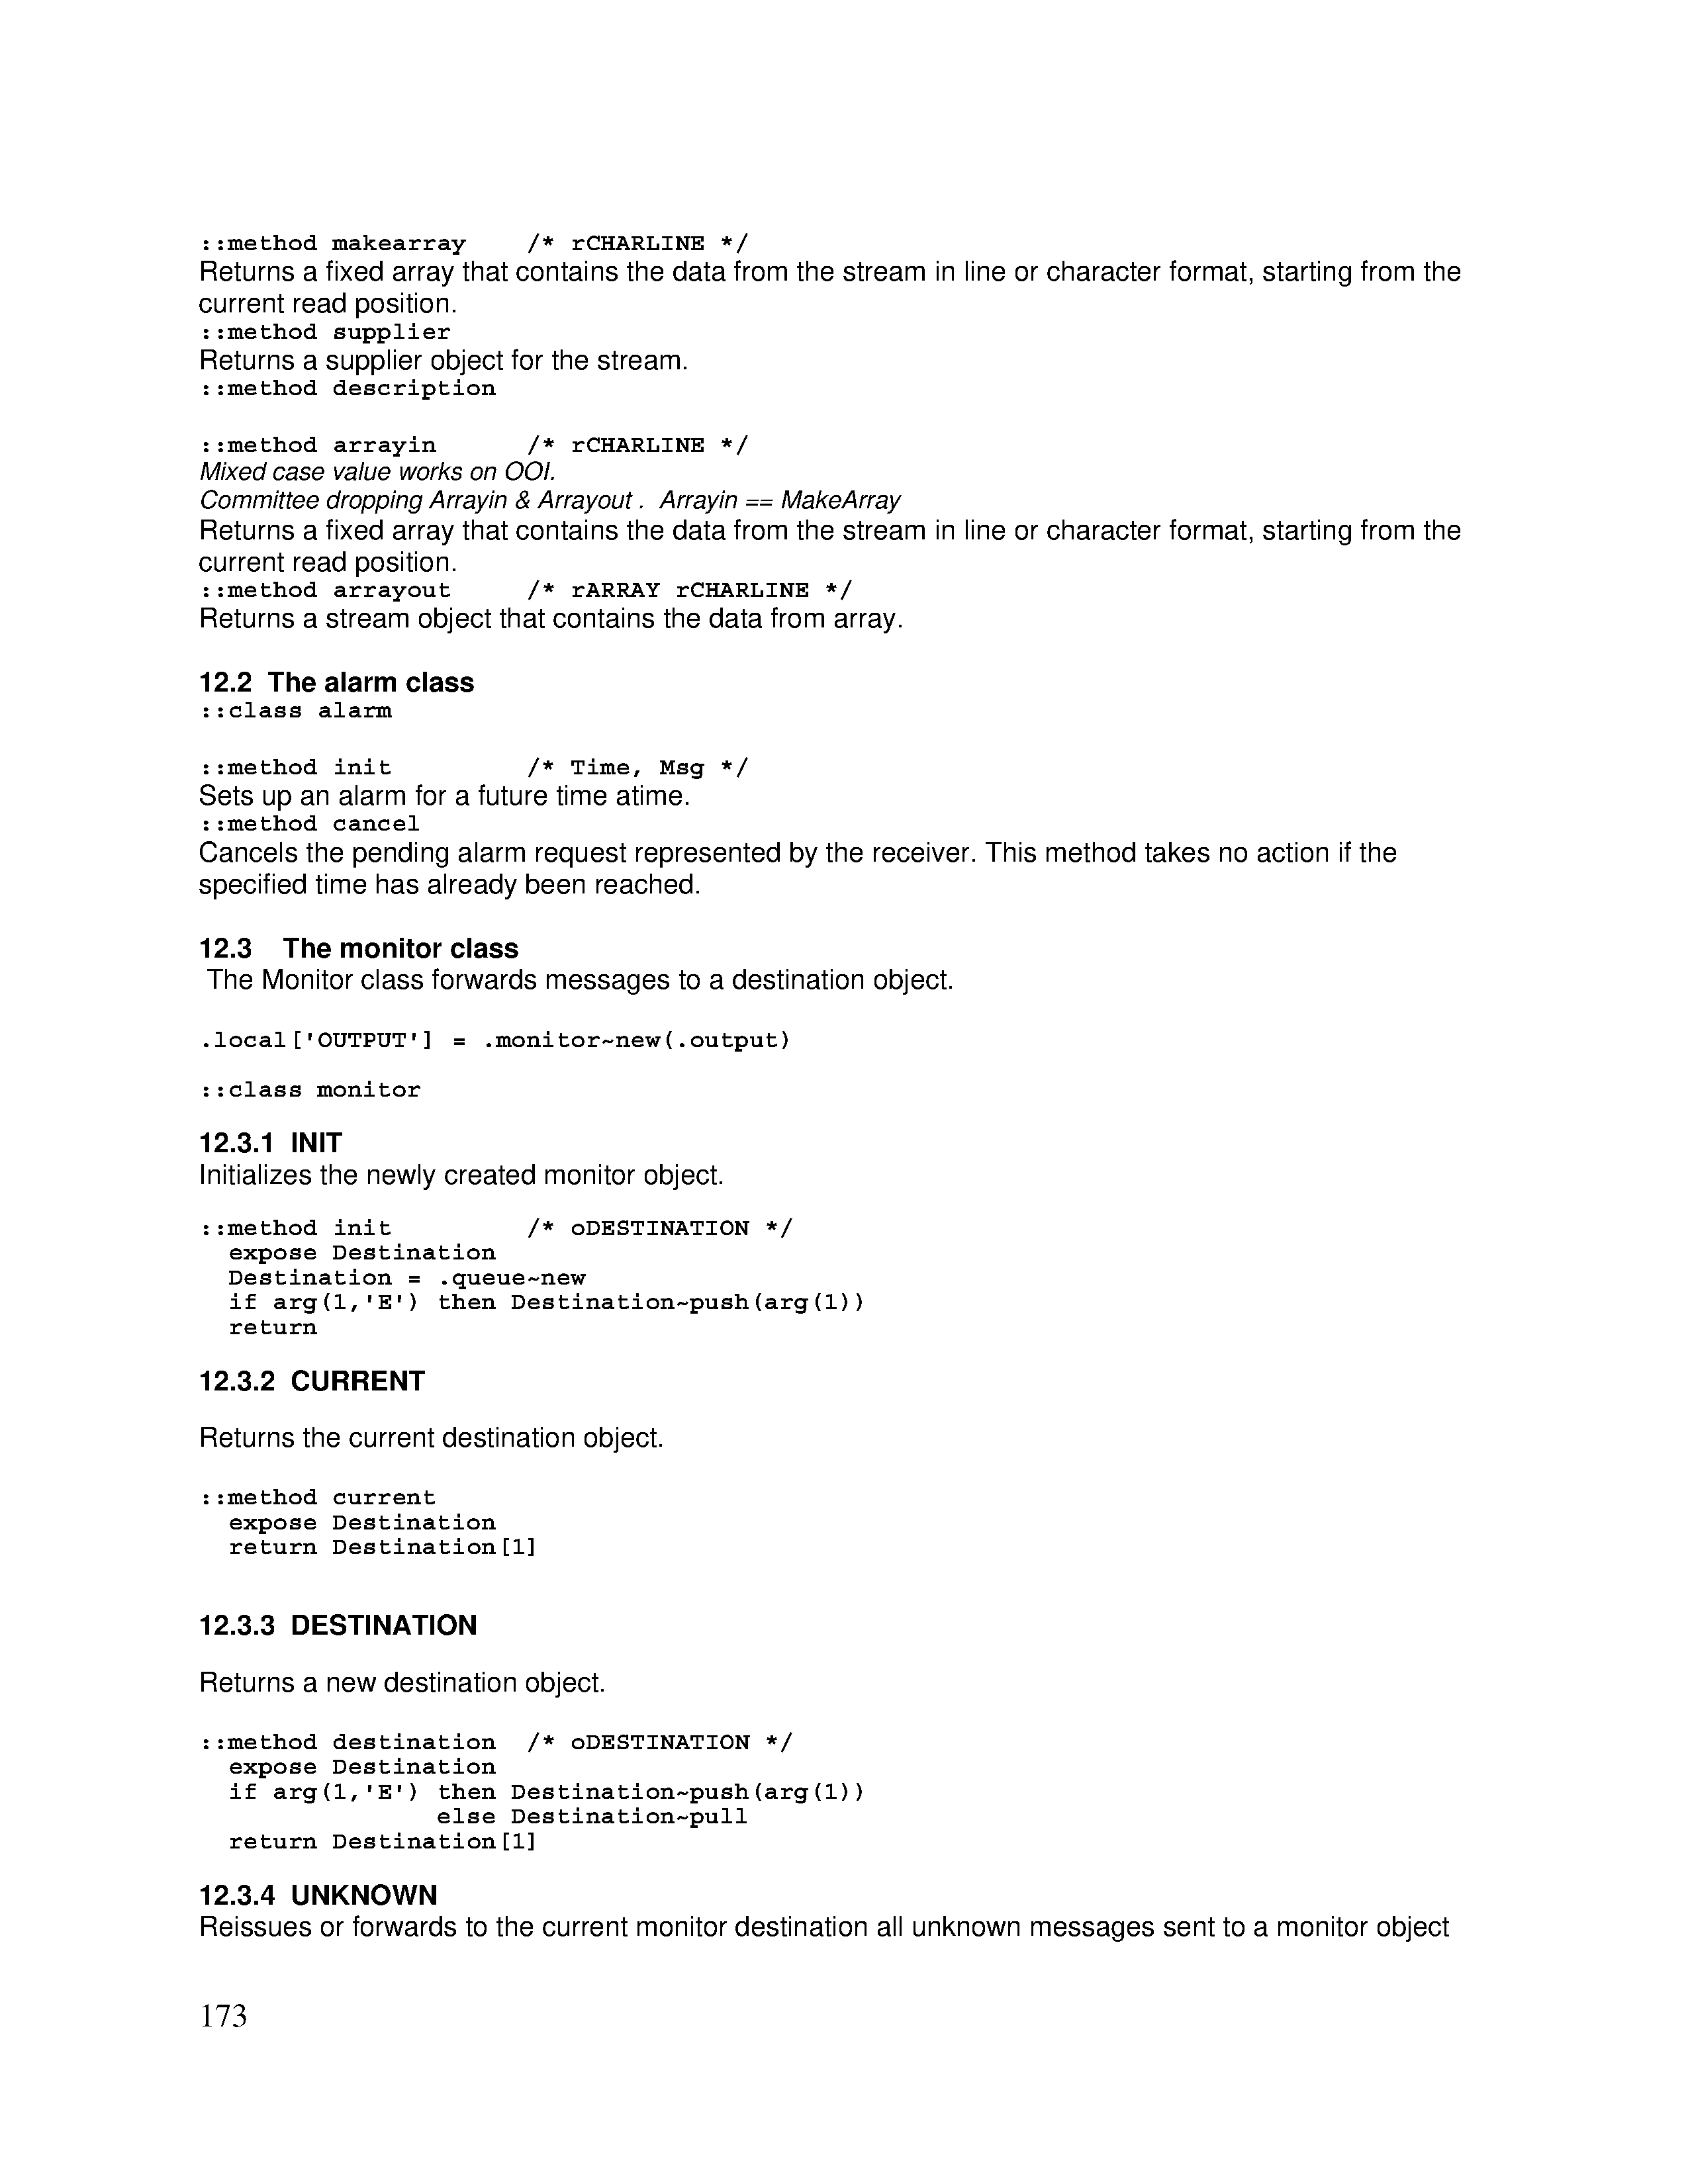 ::method makearray    /* rCHARLINE */
Returns a fixed array that contains the data from the stream in line or character format, starting from the
current read position.
::method supplier
Returns a supplier object for the stream.
::method description
::method arrayin      /* rCHARLINE */
Mixed case value works on OOI.
Committee dropping Arrayin & Arrayout .  Arrayin == MakeArray
Returns a fixed array that contains the data from the stream in line or character format, starting from the
current read position.
::method arrayout     /* rARRAY rCHARLINE */
Returns a stream object that contains the data from array.
12.2  The alarm class
::class alarm
::method init         /* Time, Msg */
Sets up an alarm for a future time atime.
::method cancel
Cancels the pending alarm request represented by the receiver. This method takes no action if the
specified time has already been reached.
12.3    The monitor class
The Monitor class forwards messages to a destination object.
.local['OUTPUT'] = .monitor~new(.output)
::class monitor
12.3.1  INIT
Initializes the newly created monitor object.
::method init         /* oDESTINATION */
  expose Destination
  Destination = .queue~new
  if arg(1,'E') then Destination~push(arg(1))
  return
12.3.2  CURRENT
Returns the current destination object.
::method current
  expose Destination
  return Destination[1]
12.3.3  DESTINATION
Returns a new destination object.
::method destination  /* oDESTINATION */
  expose Destination
  if arg(1,'E') then Destination~push(arg(1))
                else Destination~pull
  return Destination[1]
12.3.4  UNKNOWN
Reissues or forwards to the current monitor destination all unknown messages sent to a monitor object
173